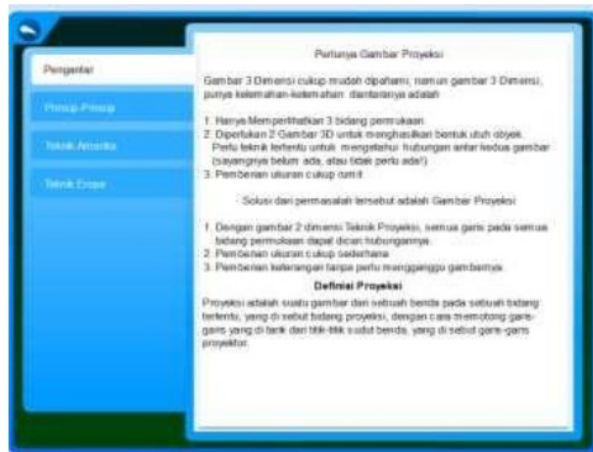 Pengantar
Prinsip-Prinsip
Teknik Amerika
Teknik Eropa
Perlunya Gambar Proyeksi
Gambar 3 Dimensi cukup mudah dipahami, namun gambar 3 Dimensi,
punya kelemahan-kelemahan diantaranya adalah
1. Hanya Memperlihatkan 3 bidang permukaan
2. Diperlukan 2 Gambar 3D untuk menghasilkan bentuk utuh obyek.
Perlu teknik tertentu untuk mengetahui hubungan antar kedua gambar
(sayangnya belum ada, atau tidak perlu ada!)
3. Pemberian ukuran cukup rumit
Solusi dari permasalah tersebut adalah Gambar Proyeksi
1. Dengan gambar 2 dimensi Teknik Proyeksi, semua garis pada semua
bidang permukaan dapat dicari hubungannya.
2. Pemberian ukuran cukup sederhana
3. Pemberian keterangan tanpa perlu mengganggu gambarnya.
Definisi Proyeksi
Proyeksi adalah suatu gambar dari sebuah benda pada sebuah bidang
tertentu, yang di sebut bidang proyeksi, dengan cara memotong garis-
garis yang di tarik dari titik-titik sudut benda, yang di sebut garis-garis
proyektor.